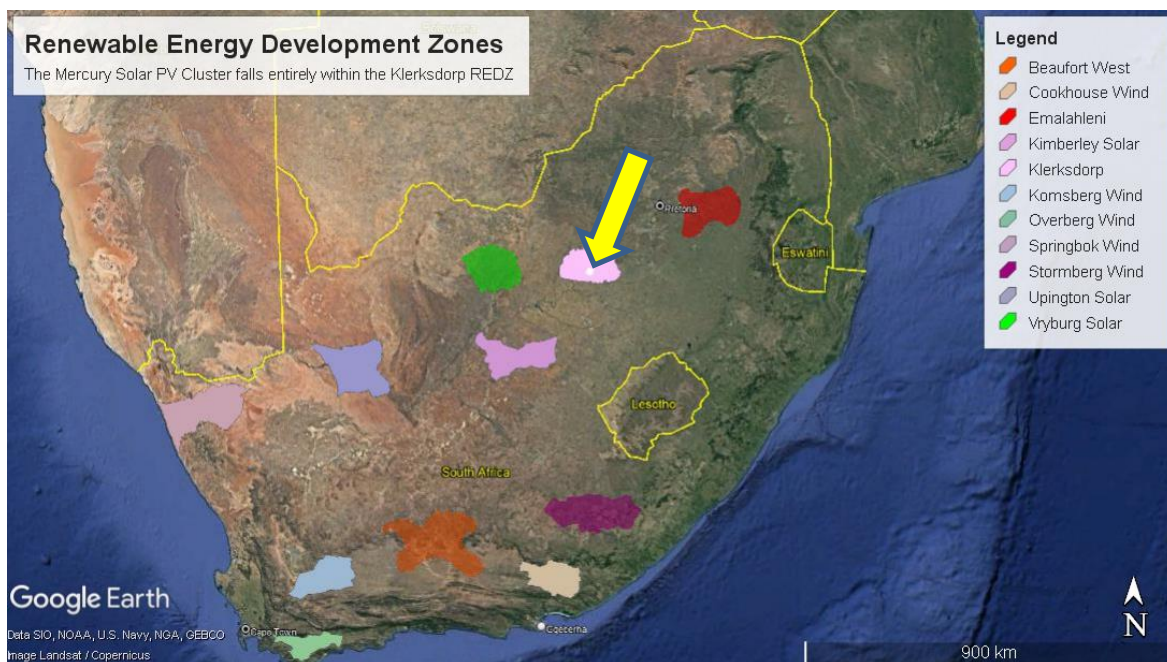 Renewable Energy Development Zones
The Mercury Solar PV Cluster falls entirely within the Klerksdorp REDZ
Legend
Beaufort West
Cookhouse Wind
Emalahleni
Kimberley Solar
Klerksdorp
Komsberg Wind
Overberg Wind
Springbok Wind
Stormberg Wind
Upington Solar
Vryburg Solar
Pretoria
Eswatini
Lesotho
South Africa
Google Earth
Cape Town
Gqeberha
Data SIO, NOAA, U.S. Navy, NGA, GEBCO
Image Landsat / Copernicus
N
900 km